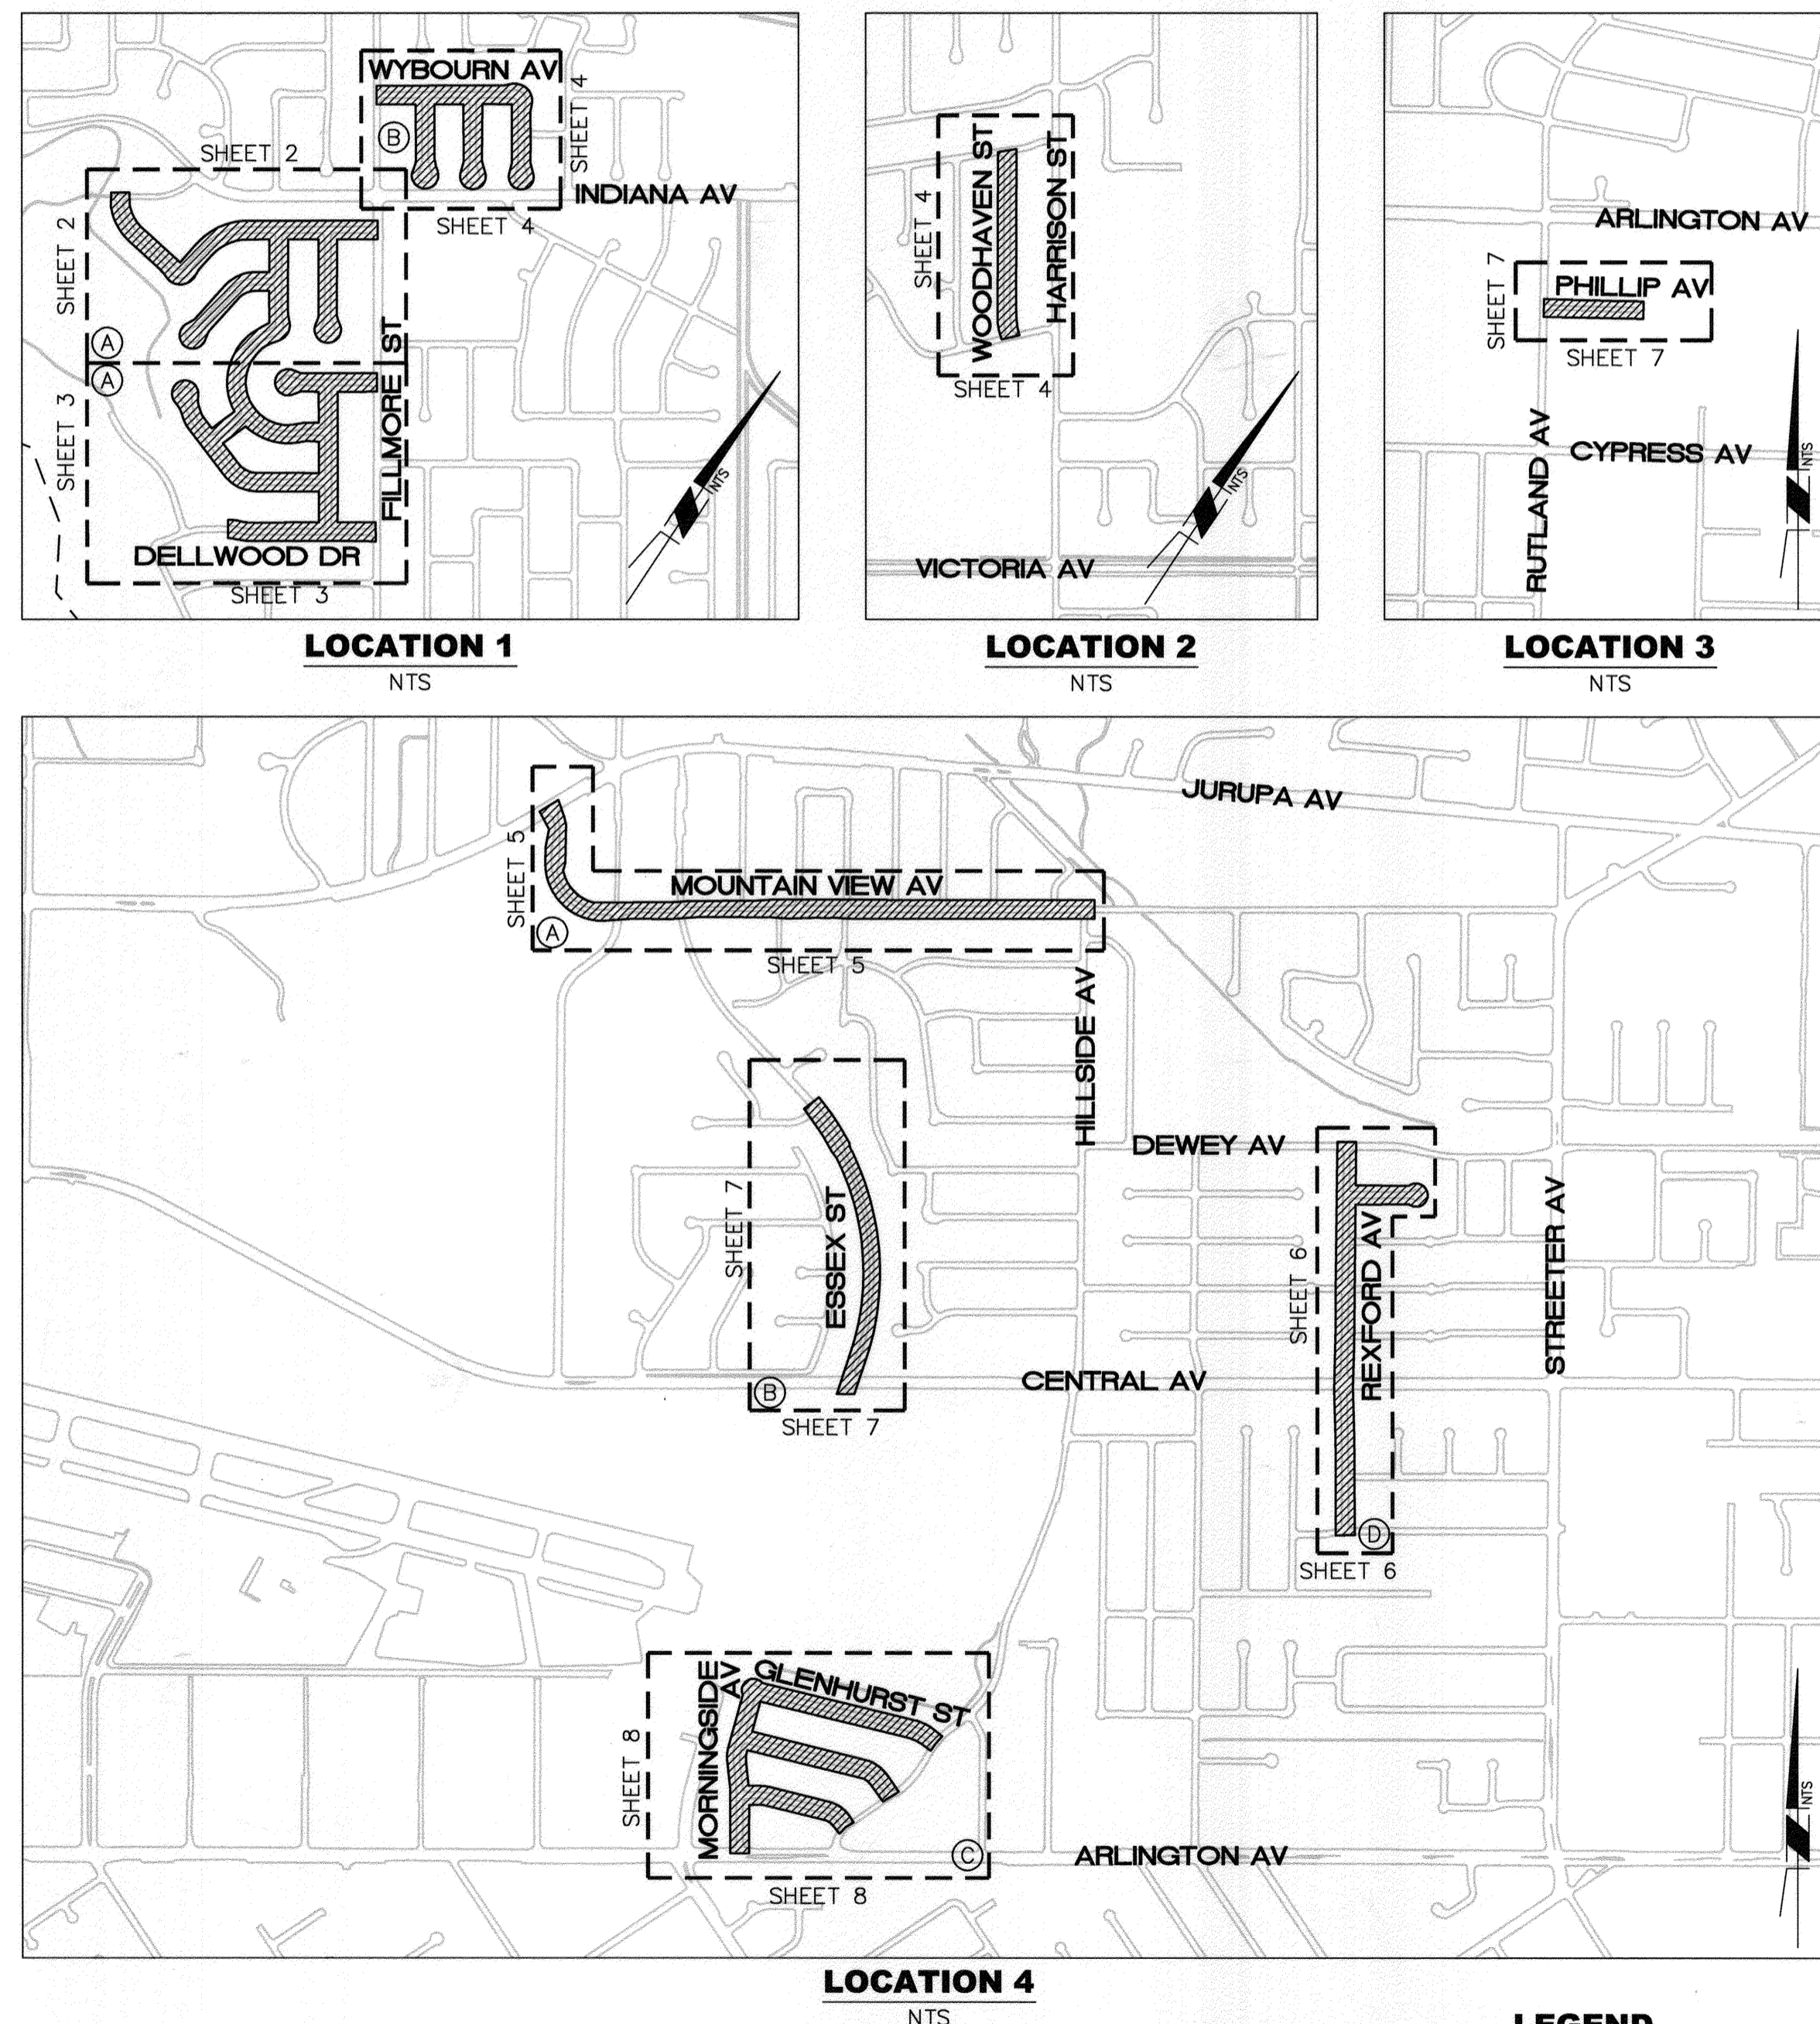 WYBOURN AV
SHEET 4
B
SHEET 2
INDIANA AV
SHEET 4
SHEET 2
A
A
SHEET 3
FILLMORE ST
DELLWOOD DR
SHEET 3
NTS
LOCATION 1
NTS
SHEET 4
WOODHAVEN ST
HARRISON ST
SHEET 4
NTS
VICTORIA AV
LOCATION 2
NTS
ARLINGTON AV
SHEET 7
PHILLIP AV
SHEET 7
RUTLAND AV
CYPRESS AV
NTS
LOCATION 3
NTS
JURUPA AV
SHEET 5
MOUNTAIN VIEW AV
A
SHEET 5
HILLSIDE AV
DEWEY AV
SHEET 7
ESSEX ST
SHEET 6
REXFORD AV
STREETER AV
CENTRAL AV
B
SHEET 7
D
SHEET 6
MORNINGSIDE
AV
GLENHURST ST
SHEET 8
C
ARLINGTON AV
SHEET 8
NTS
LOCATION 4
NTS
LEGEND